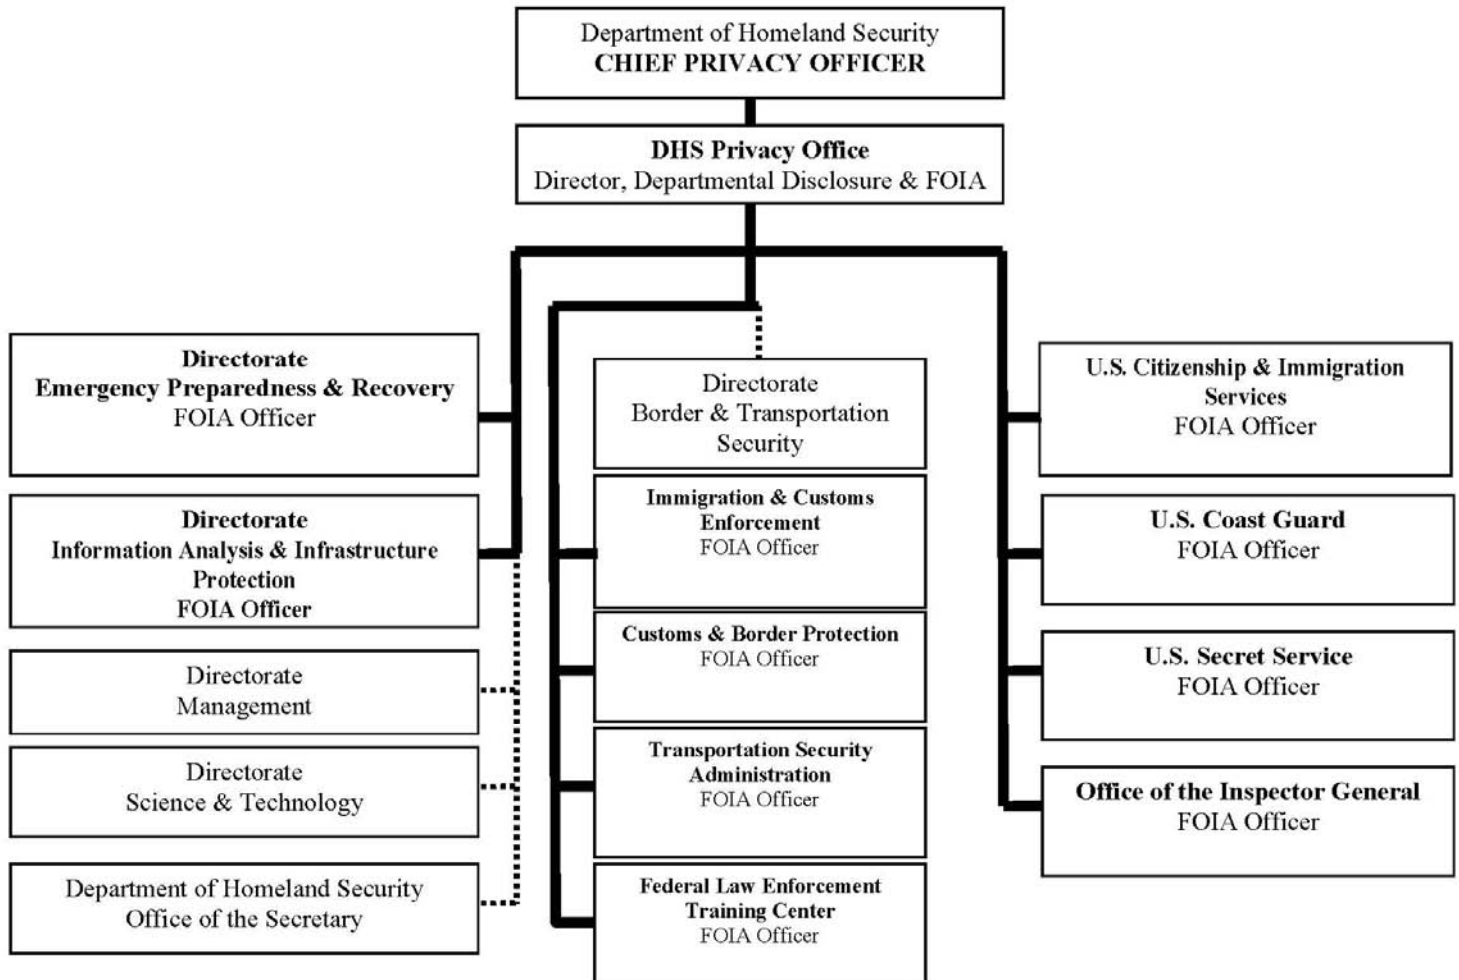 Department of Homeland Security
CHIEF PRIVACY OFFICER
DHS Privacy Office
Director, Departmental Disclosure & FOIA
Directorate
Emergency Preparedness & Recovery
FOIA Officer
Directorate
Information Analysis & Infrastructure
Protection
FOIA Officer
Directorate
Management
Directorate
Science & Technology
Department of Homeland Security
Office of the Secretary
Directorate
Border & Transportation
Security
Immigration & Customs
Enforcement
FOIA Officer
Customs & Border Protection
FOIA Officer
Transportation Security
Administration
FOIA Officer
Federal Law Enforcement
Training Center
FOIA Officer
U.S. Citizenship & Immigration
Services
FOIA Officer
U.S. Coast Guard
FOIA Officer
U.S. Secret Service
FOIA Officer
Office of the Inspector General
FOIA Officer